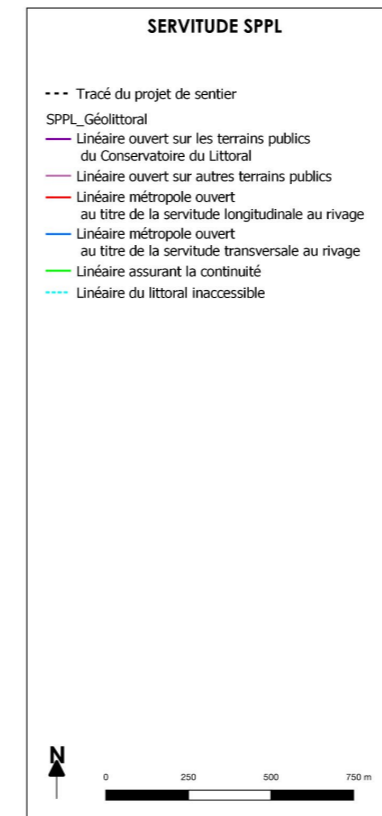 SERVITUDE SPPL
Tracé du projet de sentier
SPPL_Géolittoral
Linéaire ouvert sur les terrains publics
du Conservatoire du Littoral
Linéaire ouvert sur autres terrains publics
Linéaire métropole ouvert
au titre de la servitude longitudinale au rivage
Linéaire métropole ouvert
au titre de la servitude transversale au rivage
Linéaire assurant la continuité
Linéaire du littoral inaccessible
N
0 250 500 750 m